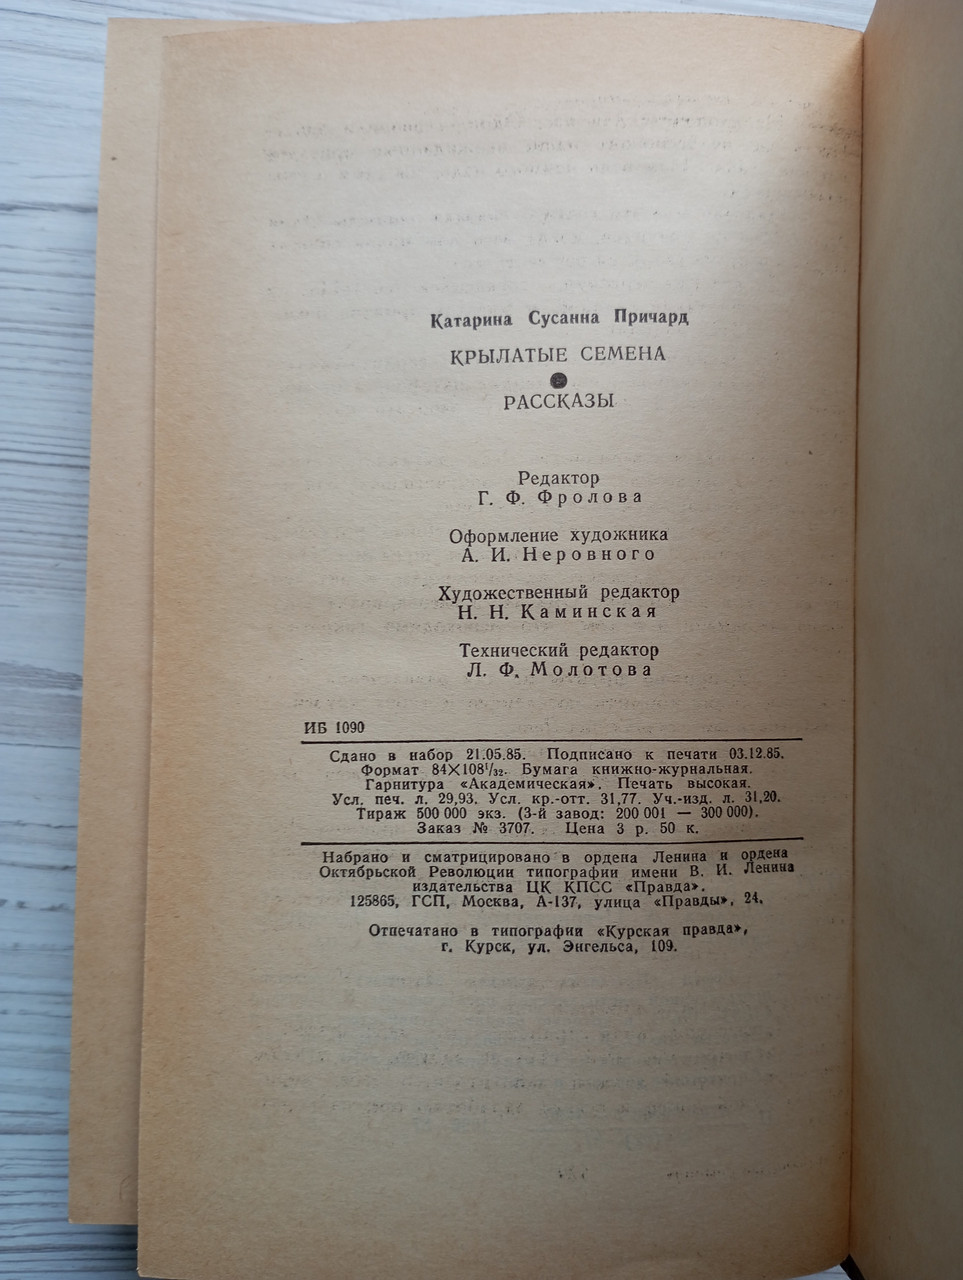 Катарина Сусанна Причард
КРЫЛАТЫЕ СЕМЕНА
РАССКАЗЫ
Редактор
Г. Ф. Фролова
Оформление художника
А. И. Неровного
Художественный редактор
Н. Н. Каминская
Технический редактор
Л. Ф. Молотова
ИБ 1090
Сдано в набор 21.05.85. Подписано к печати 03.12.85.
Формат 84×108¹/₃₂. Бумага книжно-журнальная.
Гарнитура «Академическая». Печать высокая.
Усл. печ. л. 29,93. Усл. кр.-отт. 31,77. Уч.-изд. л. 31,20.
Тираж 500 000 экз. (3-й завод: 200 001 — 300 000).
Заказ № 3707. Цена 3 р. 50 к.
Набрано и сматрицировано в ордена Ленина и ордена
Октябрьской Революции типографии имени В. И. Ленина
издательства ЦК КПСС «Правда».
125865, ГСП, Москва, А-137, улица «Правды», 24.
Отпечатано в типографии «Курская правда»,
г. Курск, ул. Энгельса, 109.